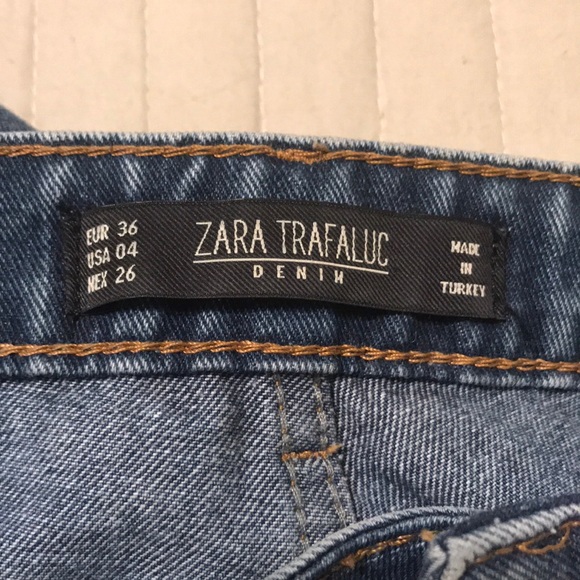 EUR 36
USA 04
MEX 26
ZARA TRAFALUC
DENIM
MADE
IN
TURKEY